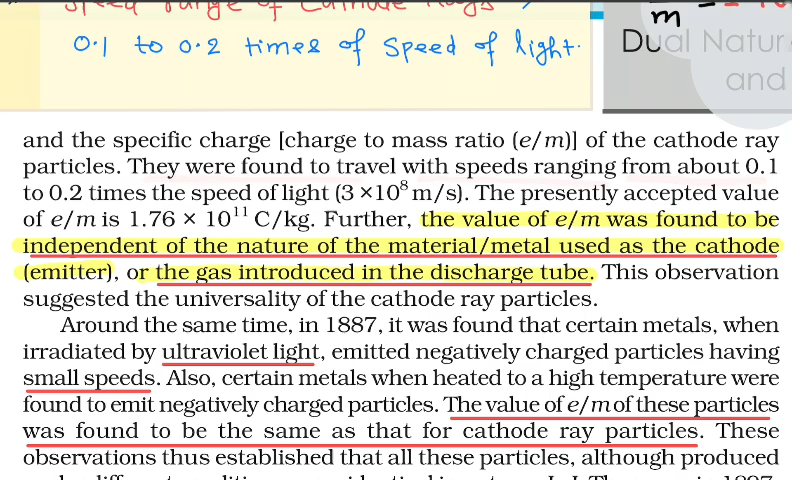 Speed range of Cathode Rays
0.1 to 0.2 times of speed of light.
m
Dual Natur
and
and the specific charge [charge to mass ratio (e/m)] of the cathode ray
particles. They were found to travel with speeds ranging from about 0.1
to 0.2 times the speed of light (3 ×10⁸ m/s). The presently accepted value
of e/m is 1.76 × 10¹¹ C/kg. Further, the value of e/m was found to be
independent of the nature of the material/metal used as the cathode
(emitter), or the gas introduced in the discharge tube. This observation
suggested the universality of the cathode ray particles.
Around the same time, in 1887, it was found that certain metals, when
irradiated by ultraviolet light, emitted negatively charged particles having
small speeds. Also, certain metals when heated to a high temperature were
found to emit negatively charged particles. The value of e/m of these particles
was found to be the same as that for cathode ray particles. These
observations thus established that all these particles, although produced